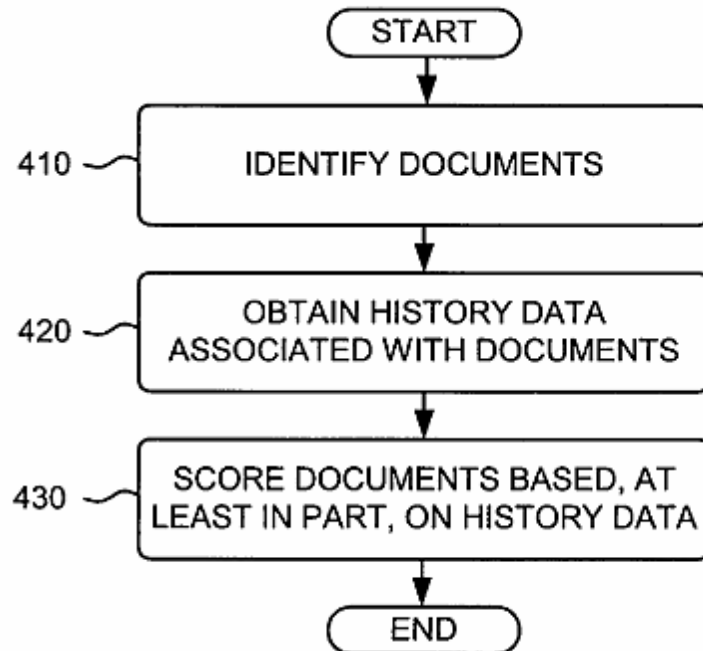 START
410
IDENTIFY DOCUMENTS
420
OBTAIN HISTORY DATA
ASSOCIATED WITH DOCUMENTS
430
SCORE DOCUMENTS BASED, AT
LEAST IN PART, ON HISTORY DATA
END